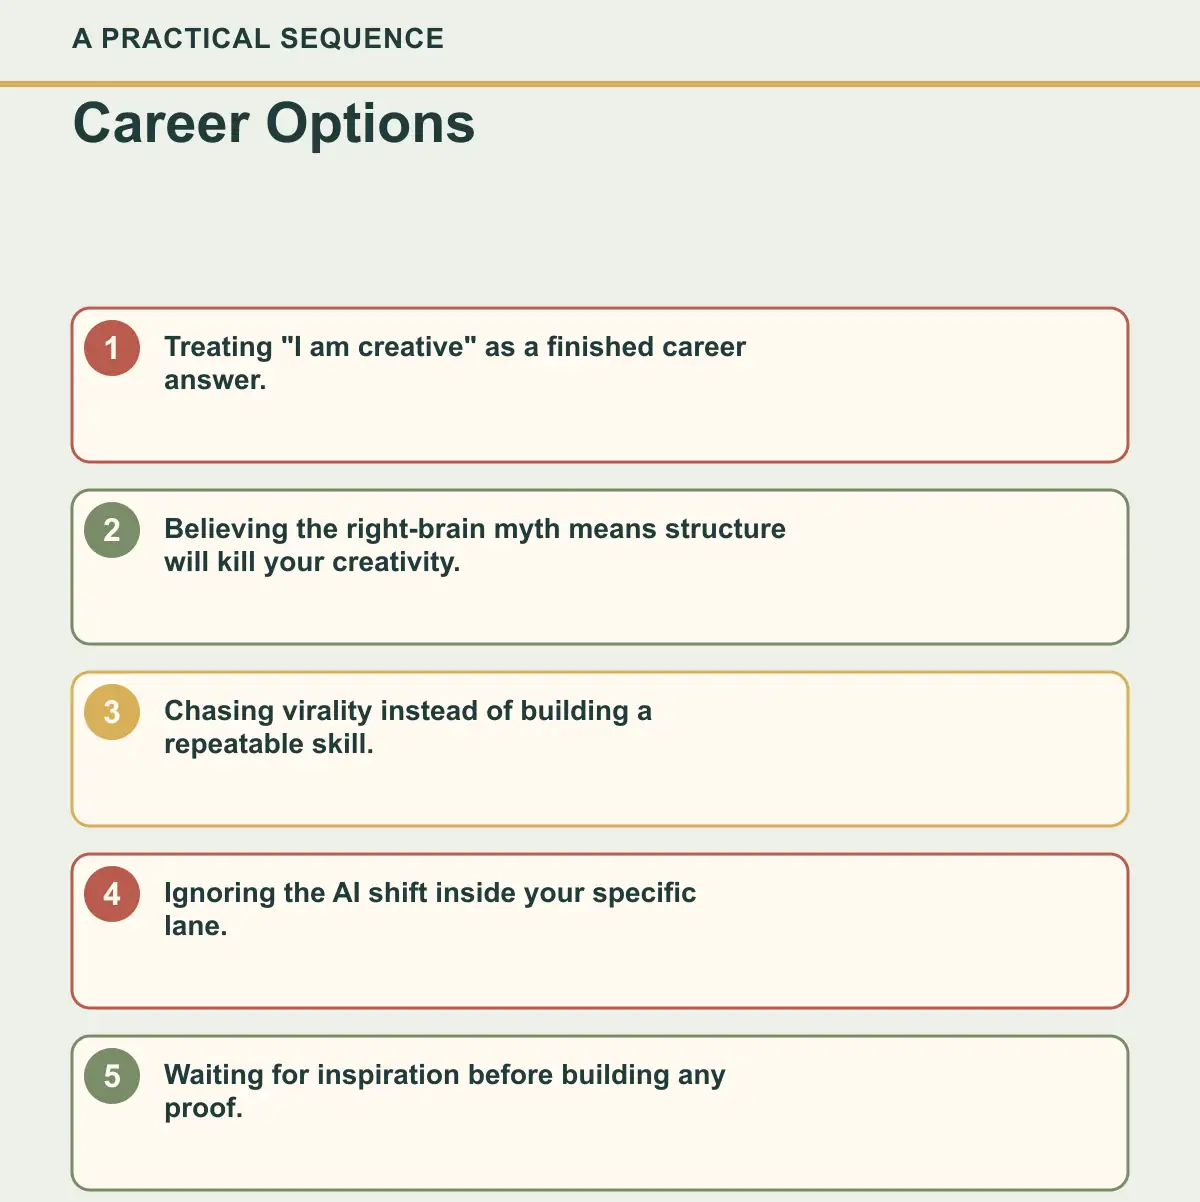 A PRACTICAL SEQUENCE
Career Options
1
Treating "I am creative" as a finished career
answer.
2
Believing the right-brain myth means structure
will kill your creativity.
3
Chasing virality instead of building a
repeatable skill.
4
Ignoring the AI shift inside your specific
lane.
5
Waiting for inspiration before building any
proof.